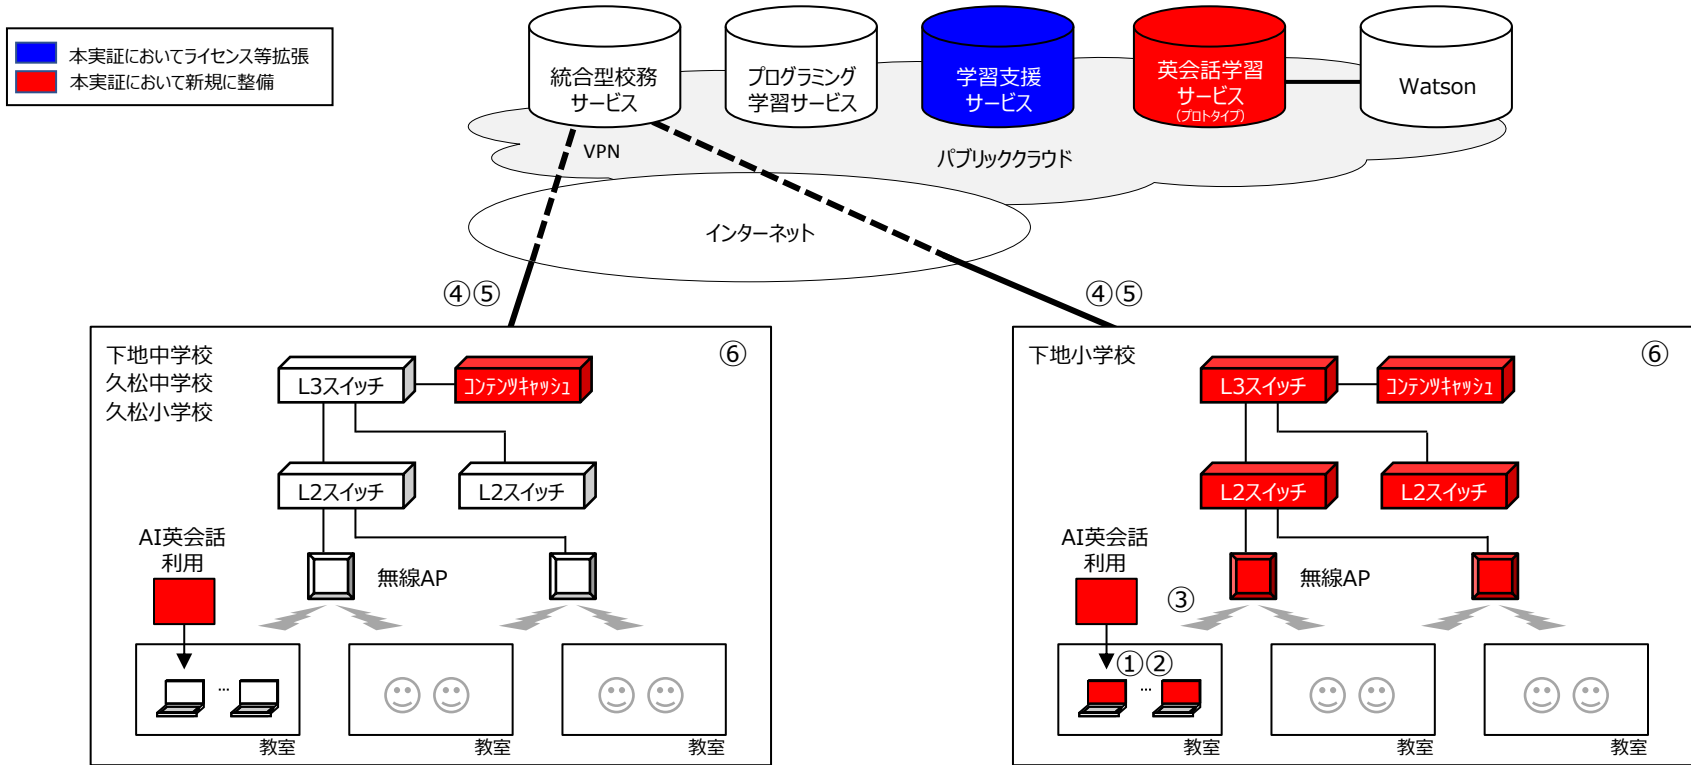 本実証においてライセンス等拡張
本実証において新規に整備
統合型校務
サービス
プログラミング
学習サービス
学習支援
サービス
英会話学習
サービス
(プロトタイプ)
Watson
VPN
パブリッククラウド
インターネット
④⑤
④⑤
下地中学校
久松中学校
久松小学校
⑥
L3スイッチ
コンテンツキャッシュ
L2スイッチ
L2スイッチ
AI英会話
利用
無線AP
...
教室
教室
教室
下地小学校
⑥
L3スイッチ
コンテンツキャッシュ
L2スイッチ
L2スイッチ
AI英会話
利用
無線AP
③
①②
...
教室
教室
教室